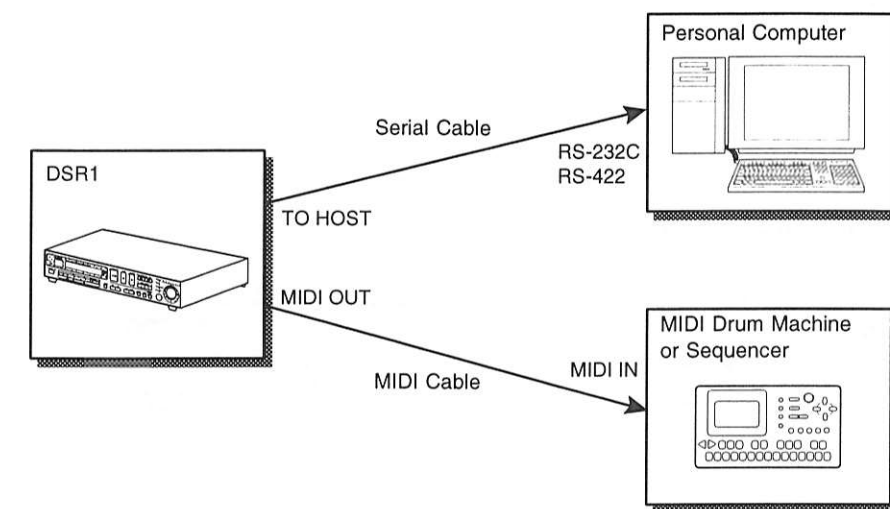 Personal Computer
Serial Cable
RS-232C
RS-422
DSR1
TO HOST
MIDI OUT
MIDI Drum Machine
or Sequencer
MIDI IN
MIDI Cable